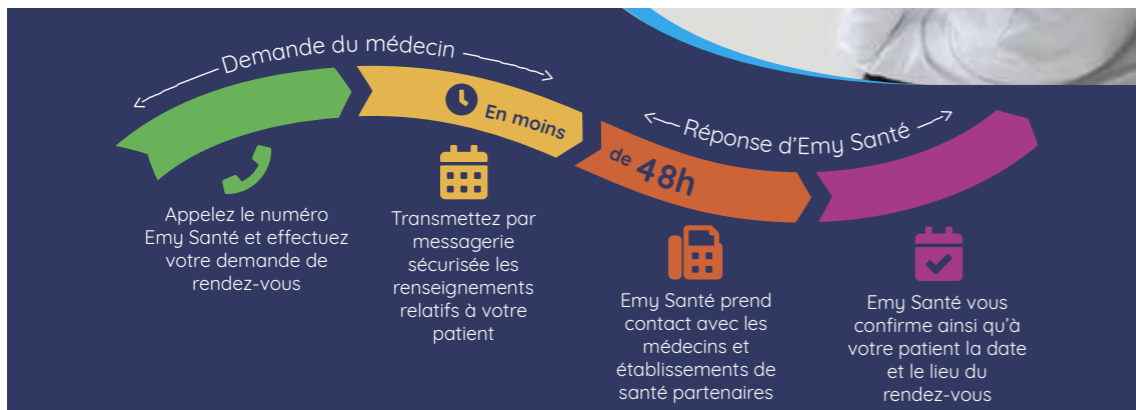 Demande du médecin
En moins
de 48h
Réponse d'Emy Santé
Appelez le numéro
Emy Santé et effectuez
votre demande de
rendez-vous
Transmettez par
messagerie
sécurisée les
renseignements
relatifs à votre
patient
Emy Santé prend
contact avec les
médecins et
établissements de
santé partenaires
Emy Santé vous
confirme ainsi qu'à
votre patient la date
et le lieu du
rendez-vous